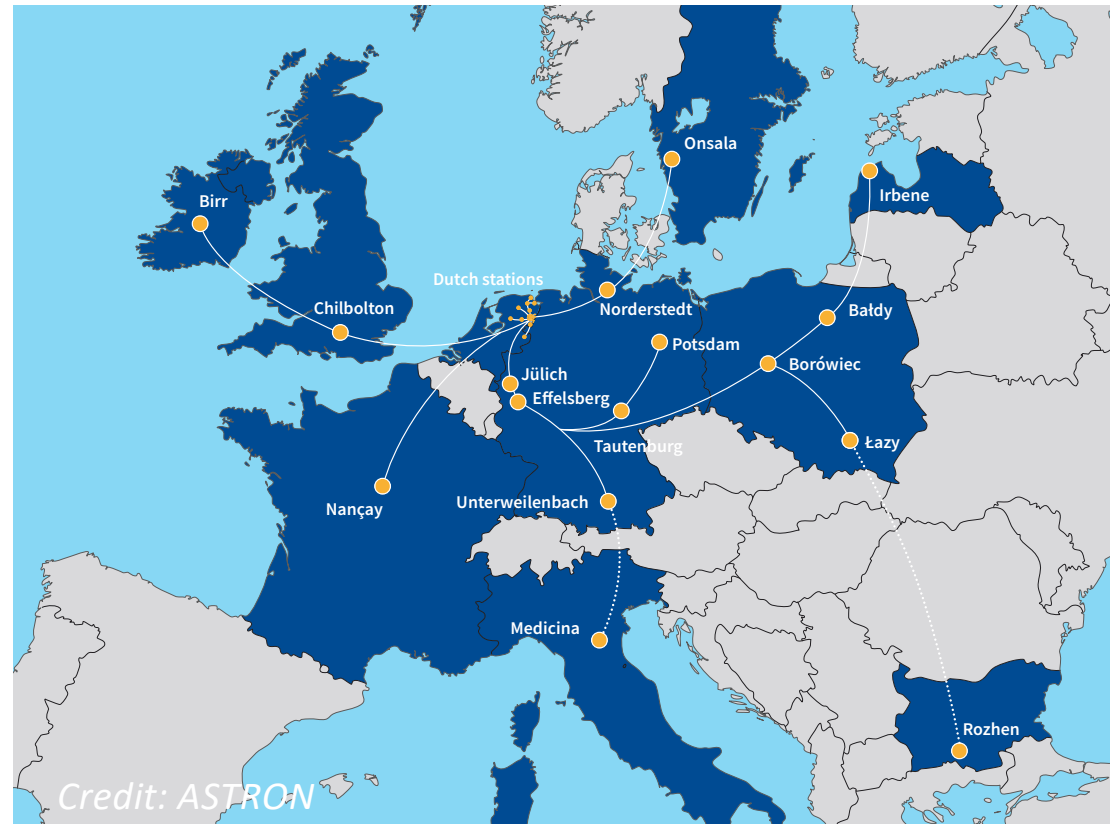 Onsala
Irbene
Birr
Dutch stations
Chilbolton
Norderstedt
Bałdy
Potsdam
Borówiec
Jülich
Effelsberg
Tautenburg
Łazy
Nançay
Unterweilenbach
Medicina
Rozhen
Credit: ASTRON